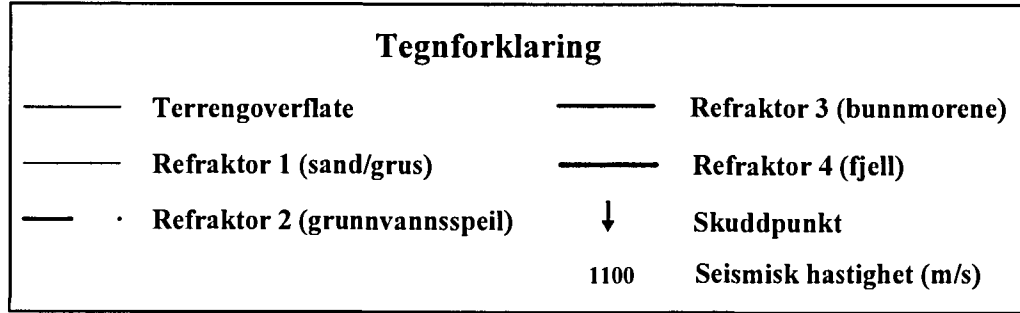 Tegnforklaring
Terrengoverflate
Refraktor 1 (sand/grus)
Refraktor 2 (grunnvannsspeil)
Refraktor 3 (bunnmorene)
Refraktor 4 (fjell)
Skuddpunkt
1100 Seismisk hastighet (m/s)